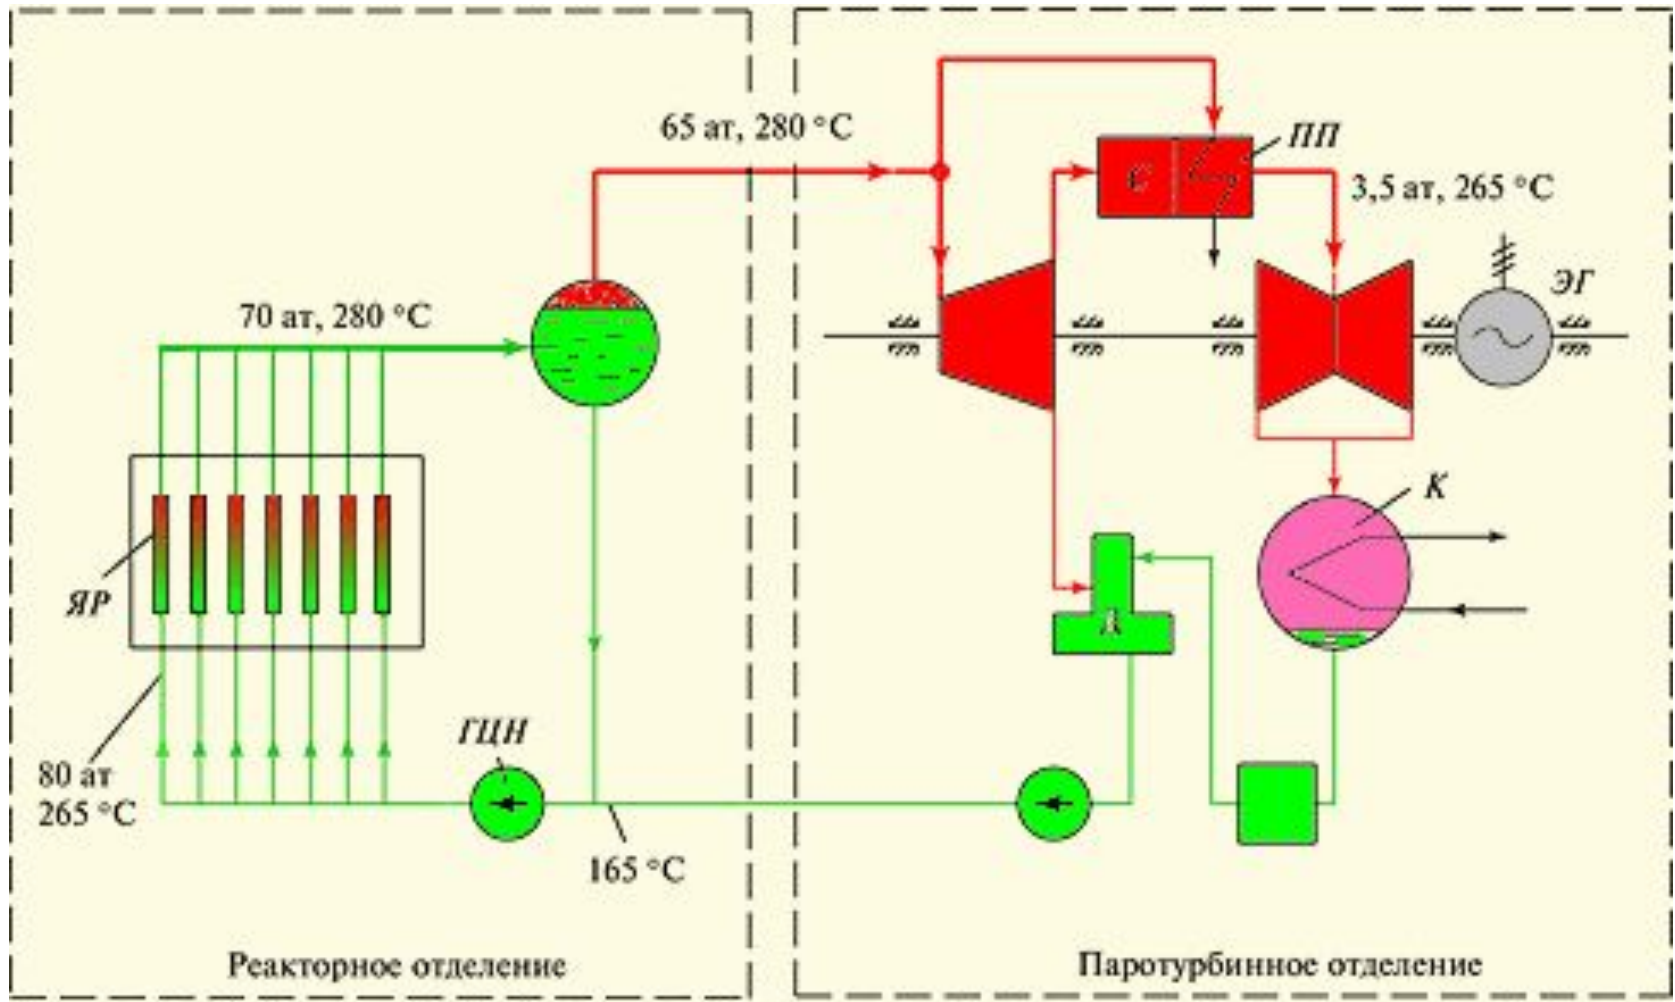 65 ат, 280 °C
ПП
С
3,5 ат, 265 °C
ЭГ
70 ат, 280 °C
К
ЯР
Д
ГЦН
80 ат
265 °C
165 °C
Реакторное отделение
Паротурбинное отделение